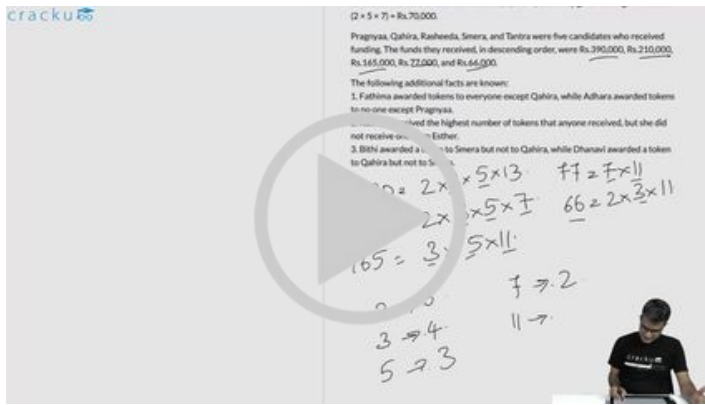 cracku
(2 × 5 × 7) = Rs.70,000.
Pragnyaa, Qahira, Rasheeda, Smera, and Tantra were five candidates who received
funding. The funds they received, in descending order, were Rs.390,000, Rs.210,000,
Rs.165,000, Rs.77,000, and Rs.66,000.
The following additional facts are known:
1. Fathima awarded tokens to everyone except Qahira, while Adhara awarded tokens
to no one except Pragnyaa.
ived the highest number of tokens that anyone received, but she did
not receive on Esther.
3. Bithi awarded a to Smera but not to Qahira, while Dhanavi awarded a token
to Qahira but not to
0 = 2 × × 5 × 13 77 = 7 × 11
2 × × 5 × 7 66 = 2 × 3 × 11
165 = 3 × 5 × 11
7 → 2
3 → 4 11 →
5 → 3
cracku